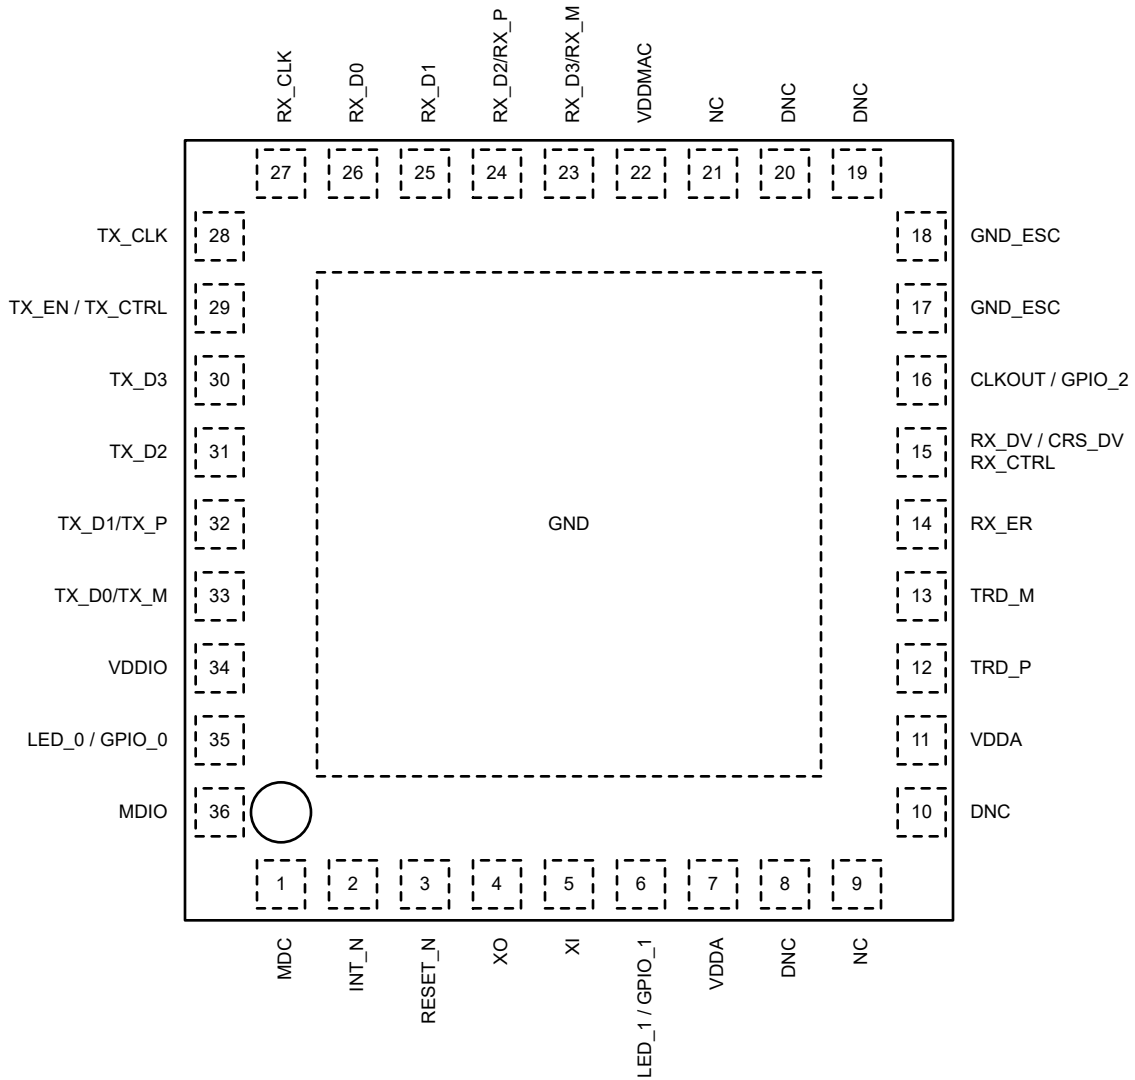 RX_CLK
RX_D0
RX_D1
RX_D2/RX_P
RX_D3/RX_M
VDDMAC
NC
DNC
DNC
27
26
25
24
23
22
21
20
19
TX_CLK
28
18
GND_ESC
TX_EN / TX_CTRL
29
17
GND_ESC
TX_D3
30
16
CLKOUT / GPIO_2
TX_D2
31
15
RX_DV / CRS_DV
RX_CTRL
TX_D1/TX_P
32
GND
14
RX_ER
TX_D0/TX_M
33
13
TRD_M
VDDIO
34
12
TRD_P
LED_0 / GPIO_0
35
11
VDDA
MDIO
36
10
DNC
1
2
3
4
5
6
7
8
9
MDC
INT_N
RESET_N
XO
XI
LED_1 / GPIO_1
VDDA
DNC
NC